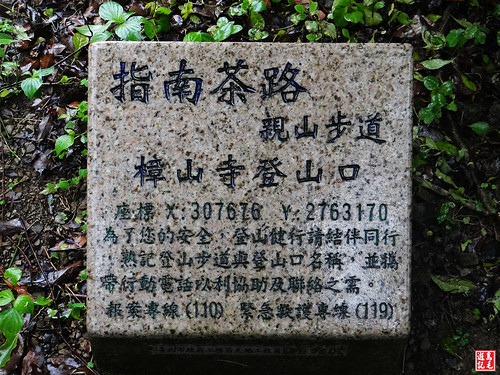 指南茶路
親山步道
樟山寺登山口
座標 X:307676 Y:2763170
為了您的安全，登山健行請結伴同行
，熟記登山步道與登山口名稱，並攜
帶行動電話以利協助及聯絡之需。
報案專線(110) 緊急救護專線(119)